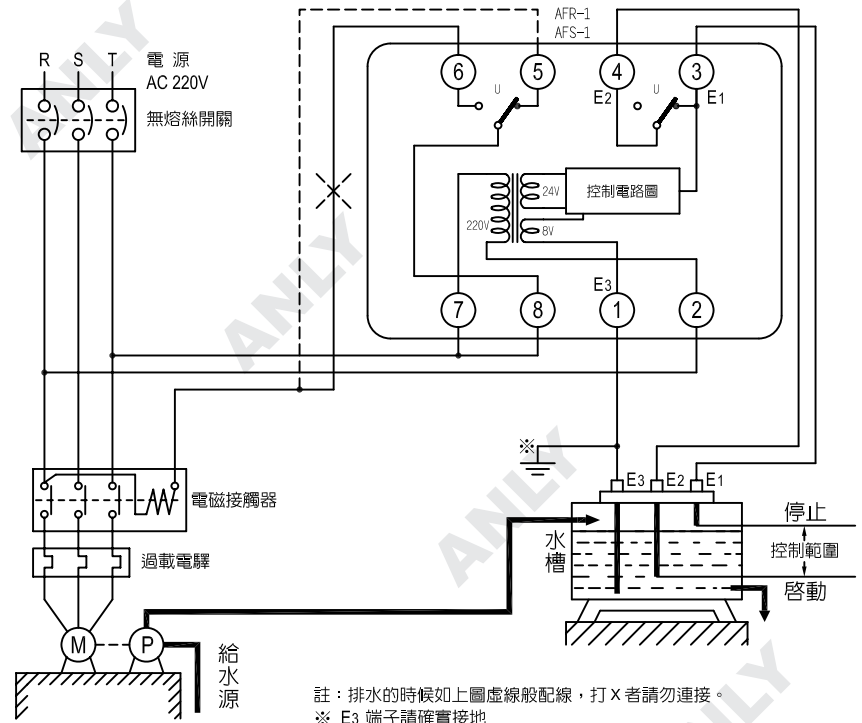 AFR-1
AFS-1
R S T
電 源
AC 220V
無熔絲開關
6 5 4 3
U U
E2 E1
24V
220V
8V
控制電路圖
E3
7 8 1 2
※
電磁接觸器
過載電驛
M P
給水源
E3 E2 E1
水槽
停止
控制範圍
啓動
註：排水的時候如上圖虛線般配線，打 X 者請勿連接。
※ E3 端子請確實接地
ANLY
ANLY
ANLY
ANLY